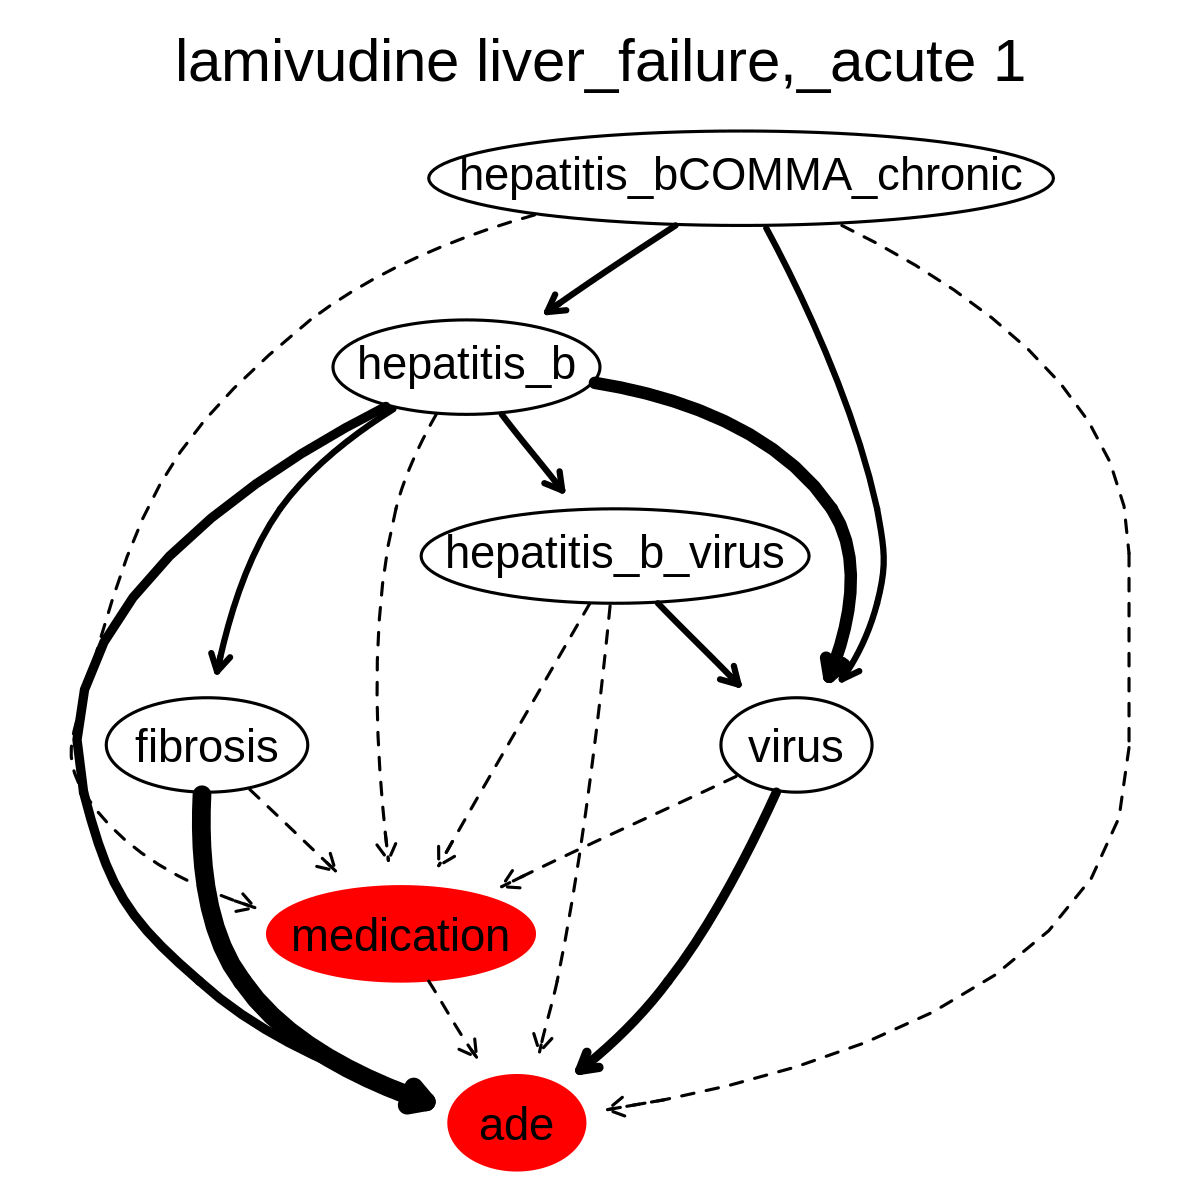 lamivudine liver_failure,_acute 1
hepatitis_bCOMMA_chronic
hepatitis_b
hepatitis_b_virus
fibrosis
virus
medication
ade